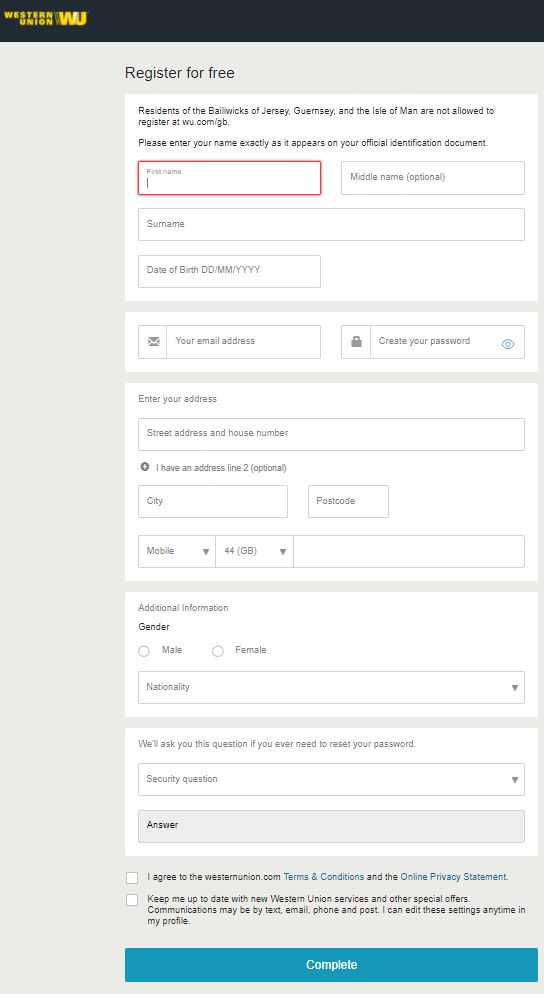 WESTERN
UNION WU
Register for free
Residents of the Bailiwicks of Jersey, Guernsey, and the Isle of Man are not allowed to
register at wu.com/gb.
Please enter your name exactly as it appears on your official identification document.
First name
Middle name (optional)
Surname
Date of Birth DD/MM/YYYY
Your email address
Create your password
Enter your address
Street address and house number
I have an address line 2 (optional)
City
Postcode
Mobile
44 (GB)
Additional Information
Gender
Male
Female
Nationality
We'll ask you this question if you ever need to reset your password.
Security question
Answer
I agree to the westernunion.com Terms & Conditions and the Online Privacy Statement.
Keep me up to date with new Western Union services and other special offers.
Communications may be by text, email, phone and post. I can edit these settings anytime in
my profile.
Complete